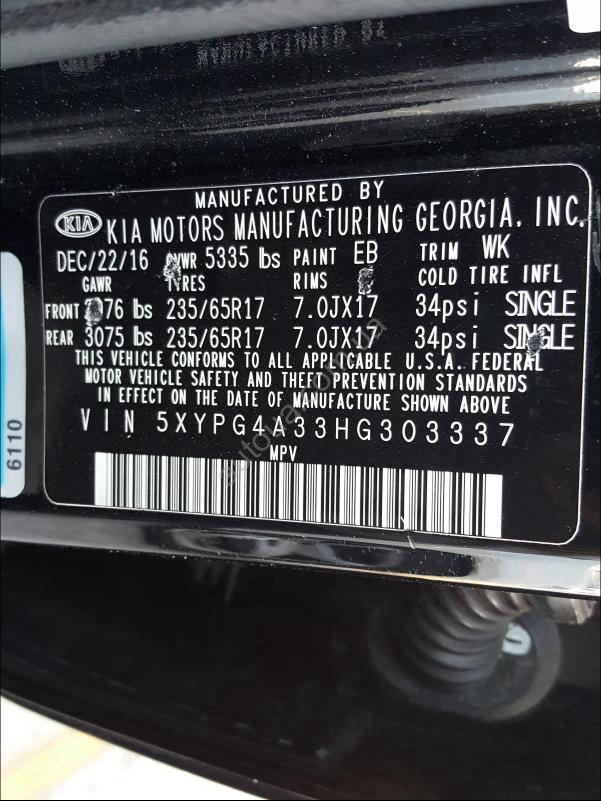 MANUFACTURED BY
KIA KIA MOTORS MANUFACTURING GEORGIA, INC.
DEC/22/16 GVWR 5335 lbs PAINT EB TRIM WK
GAWR TIRES RIMS COLD TIRE INFL
FRONT lbs 235/65R17 7.0JX17 34psi SINGLE
REAR 3075 lbs 235/65R17 7.0JX17 34psi SINGLE
THIS VEHICLE CONFORMS TO ALL APPLICABLE U.S.A. FEDERAL
MOTOR VEHICLE SAFETY AND THEFT PREVENTION STANDARDS
IN EFFECT ON THE DATE OF MANUFACTURE SHOWN ABOVE
VIN 5XYPG4A33HG303337
MPV
6110